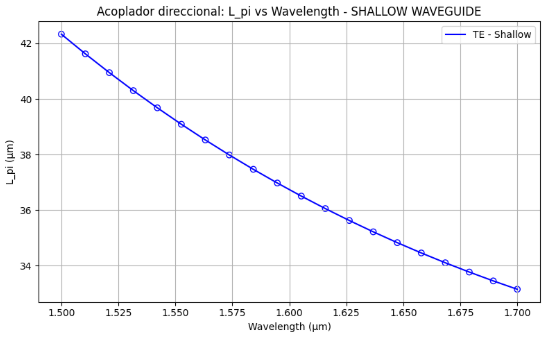 Acoplador direccional: L_pi vs Wavelength - SHALLOW WAVEGUIDE
TE - Shallow
L_pi (μm)
42
40
38
36
34
1.500 1.525 1.550 1.575 1.600 1.625 1.650 1.675 1.700
Wavelength (μm)